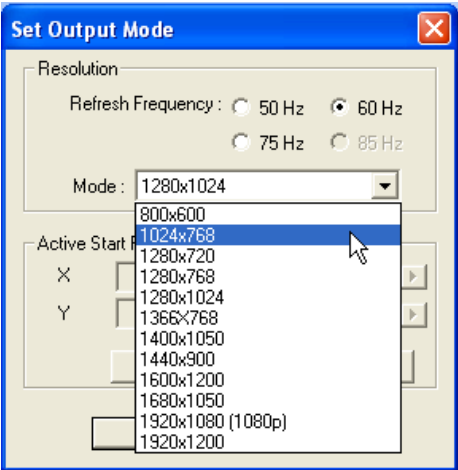 Set Output Mode
Resolution
Refresh Frequency : 50 Hz 60 Hz
75 Hz 85 Hz
Mode : 1280x1024
800x600
1024x768
Active Start
1280x720
X
1280x768
1280x1024
Y
1366X768
1400x1050
1440x900
1600x1200
1680x1050
1920x1080 (1080p)
1920x1200